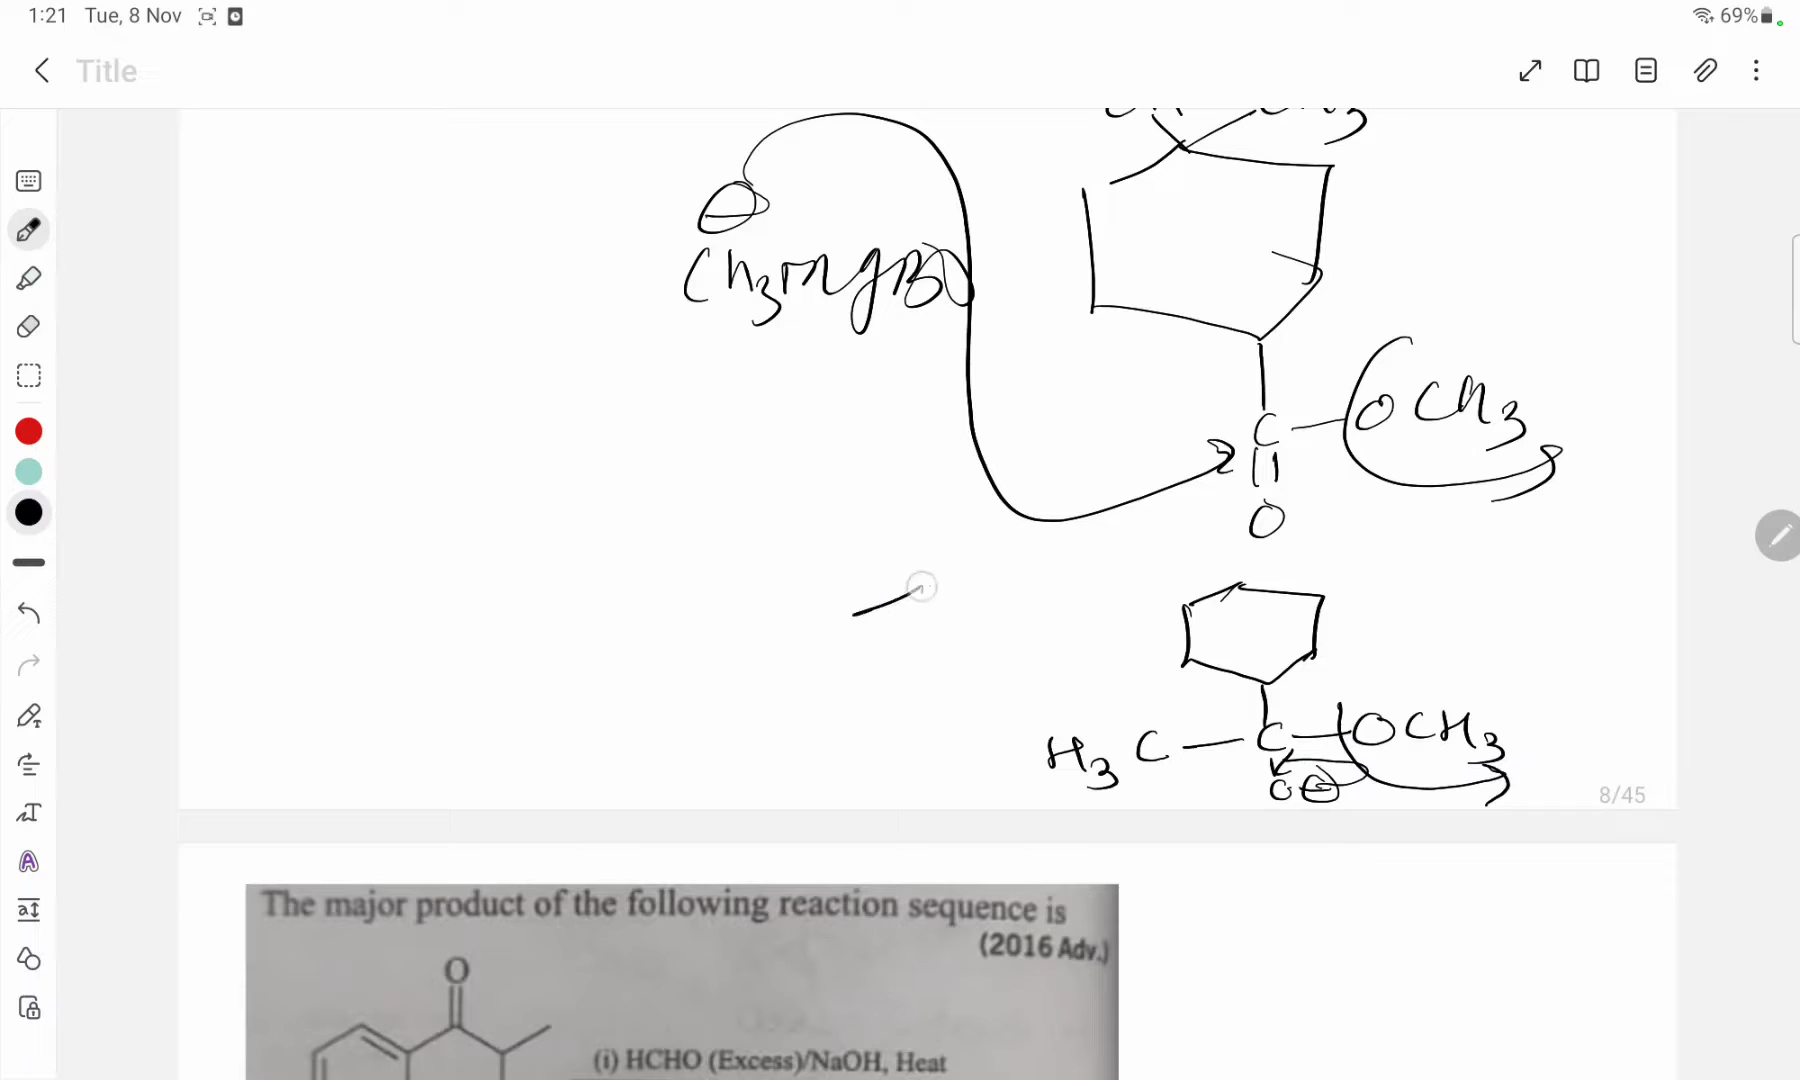 1:21 Tue, 8 Nov
69%
Title
CH3MgBr
C
OCH3
O
H3C
C
OCH3
O
8/45
The major product of the following reaction sequence is
(2016 Adv.)
O
(i) HCHO (Excess)/NaOH, Heat